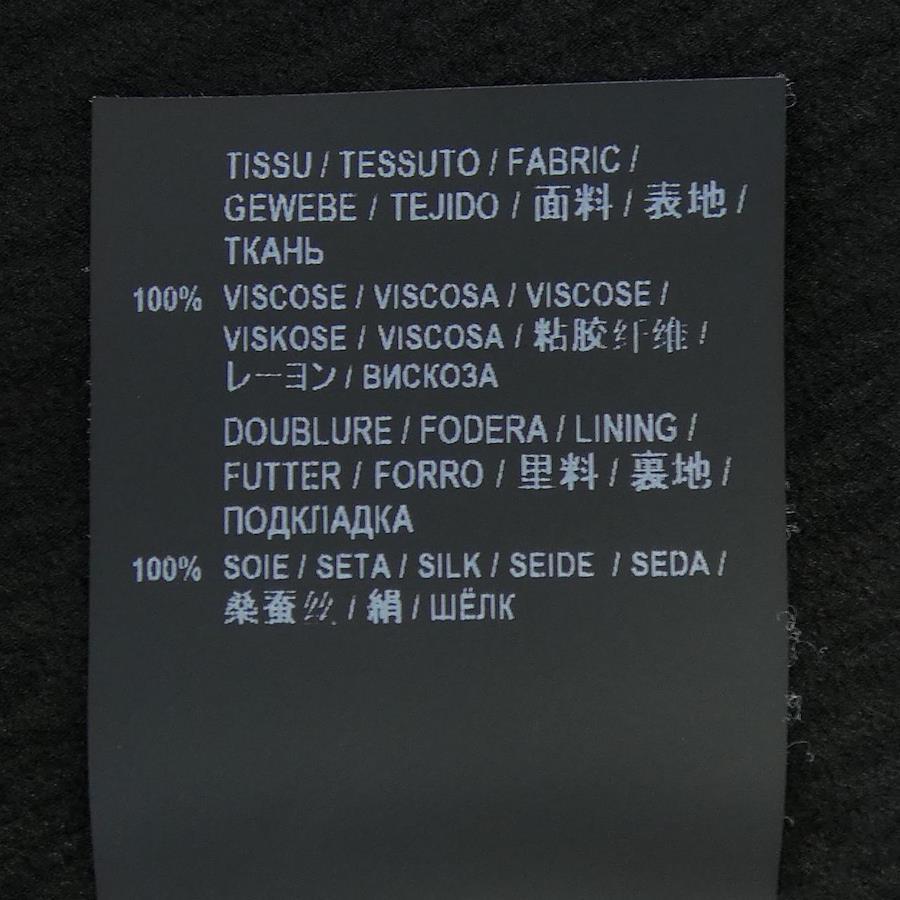 TISSU / TESSUTO / FABRIC /
GEWEBE / TEJIDO / 面料 / 表地 /
ТКАНЬ
100% VISCOSE / VISCOSA / VISCOSE /
VISKOSE / VISCOSA / 粘胶纤维 /
レーヨン / ВИСКОЗА
DOUBLURE / FODERA / LINING /
FUTTER / FORRO / 里料 / 裏地 /
ПОДКЛАДКА
100% SOIE / SETA / SILK / SEIDE / SEDA /
桑蚕丝 / 絹 / ШЁЛК